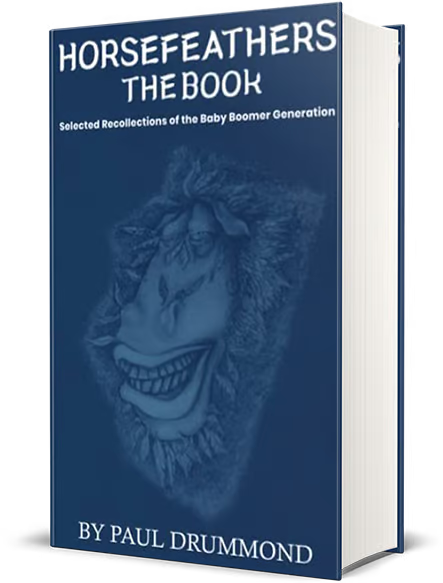 HORSEFEATHERS
THE BOOK
Selected Recollections of the Baby Boomer Generation
BY PAUL DRUMMOND